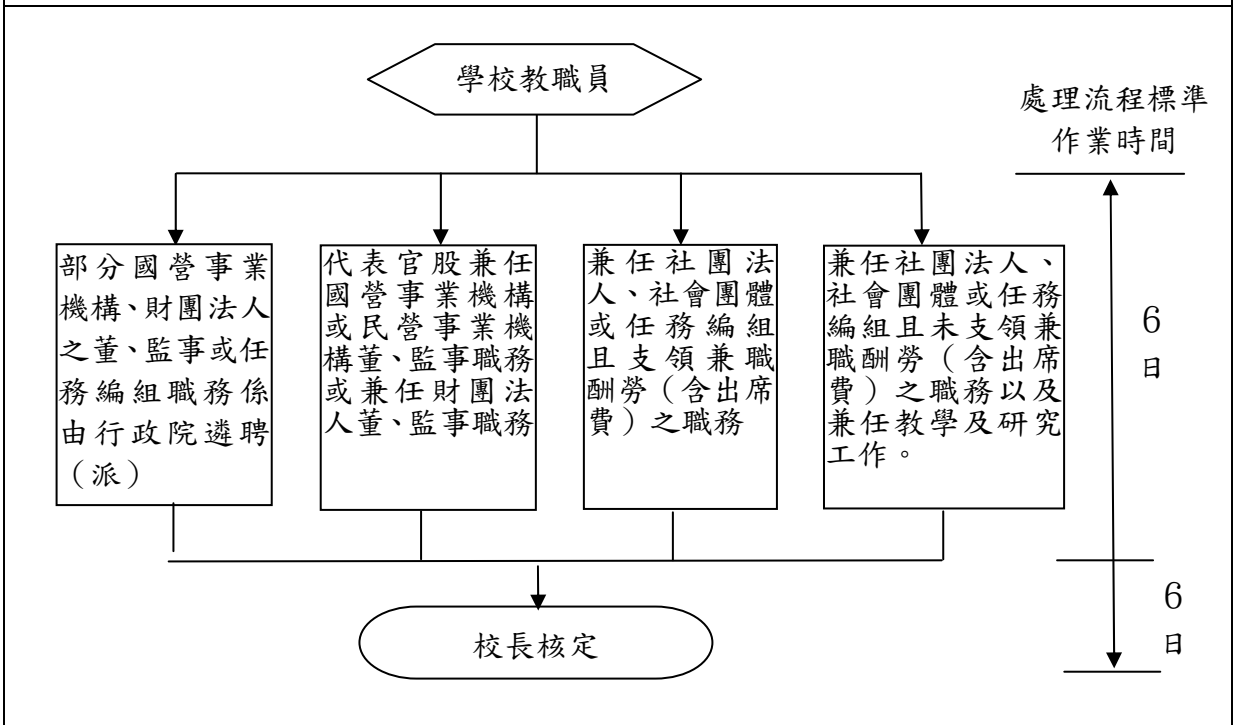 學校教職員
處理流程標準
作業時間
部分國營事業
機構、財團法人
之董、監事或任
務編組職務係
由行政院遴聘
（派）
代表官股兼任
國營事業機構
或民營事業機
構董、監事職務
或兼任財團法
人董、監事職務
兼任社團法
人、社會團體
或任務編組
且支領兼職
酬勞（含出席
費）之職務
兼任社團法人、
社會團體或任務
編組且未支領兼
職酬勞（含出席
費）之職務以及
兼任教學及研究
工作。
6
日
校長核定
6
日